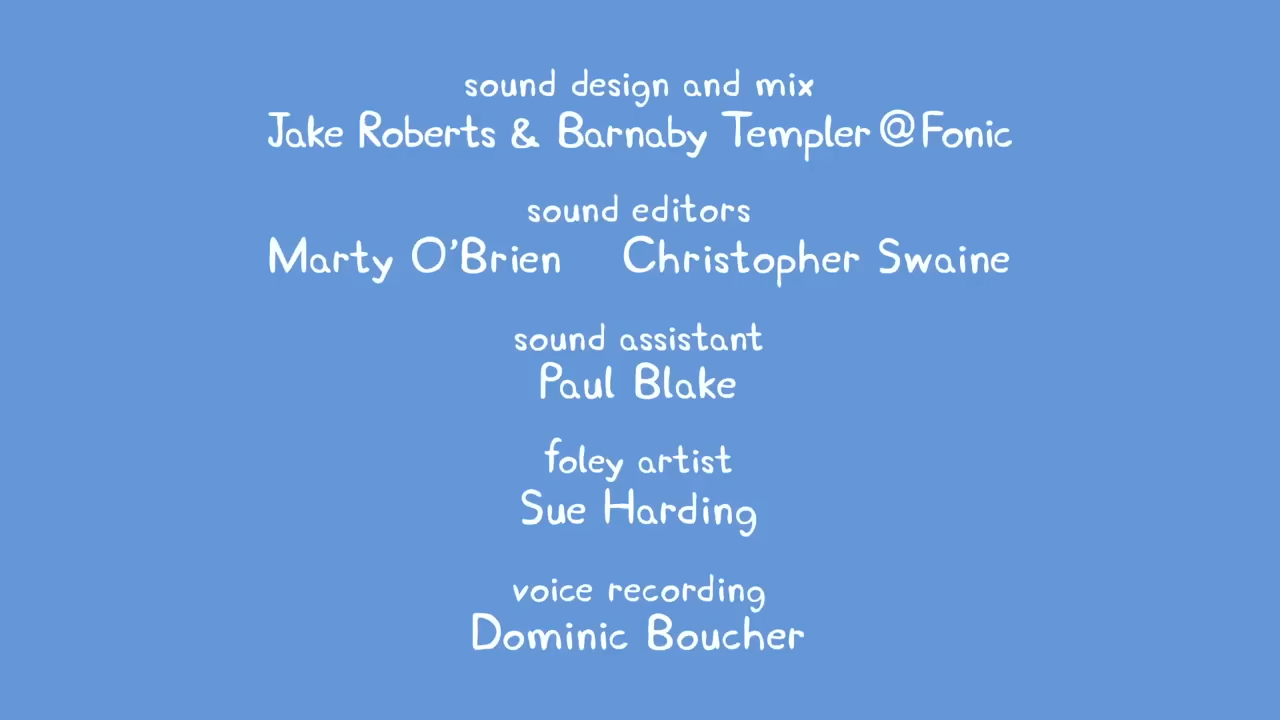 sound design and mix
Jake Roberts & Barnaby Templer @ Fonic
sound editors
Marty O'Brien Christopher Swaine
sound assistant
Paul Blake
foley artist
Sue Harding
voice recording
Dominic Boucher